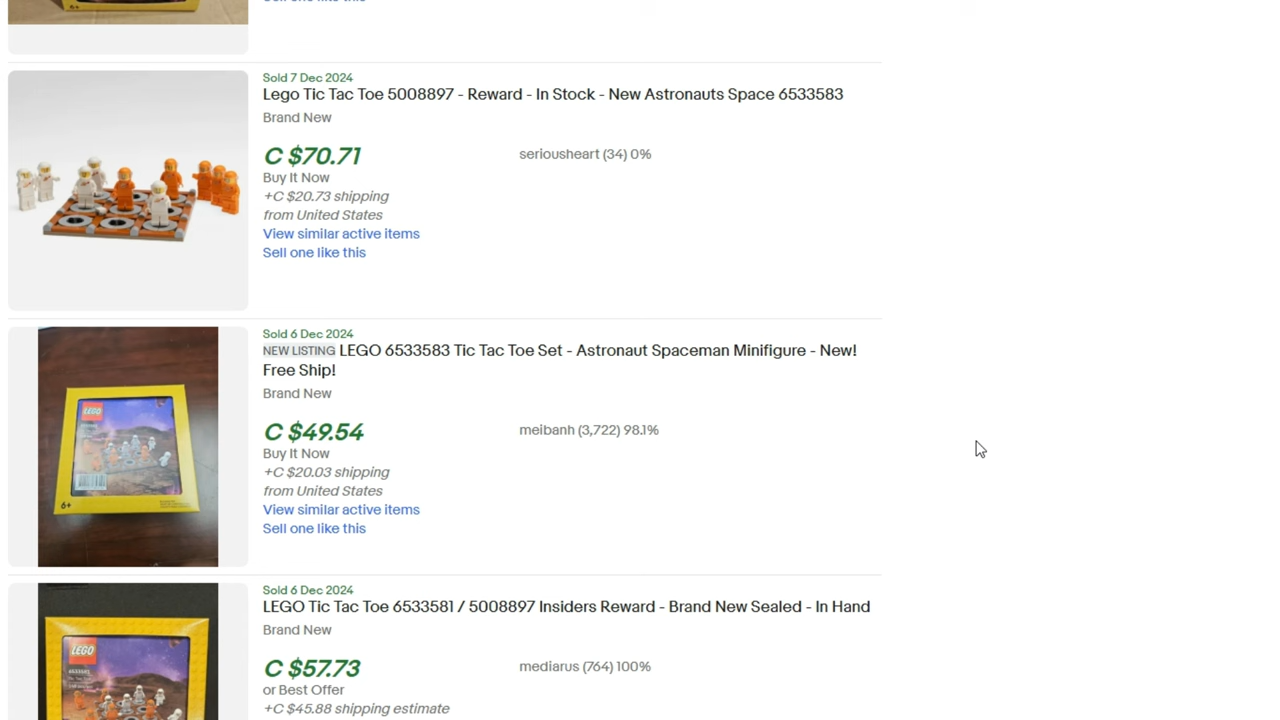 Sold 7 Dec 2024
Lego Tic Tac Toe 5008897 - Reward - In Stock - New Astronauts Space 6533583
Brand New
C $70.71
seriousheart (34) 0%
Buy It Now
+C $20.73 shipping
from United States
View similar active items
Sell one like this
Sold 6 Dec 2024
NEW LISTING LEGO 6533583 Tic Tac Toe Set - Astronaut Spaceman Minifigure - New!
Free Ship!
Brand New
C $49.54
meibanh (3,722) 98.1%
Buy It Now
+C $20.03 shipping
from United States
View similar active items
Sell one like this
LEGO
6+
Sold 6 Dec 2024
LEGO Tic Tac Toe 6533581 / 5008897 Insiders Reward - Brand New Sealed - In Hand
Brand New
C $57.73
mediarus (764) 100%
or Best Offer
+C $45.88 shipping estimate
LEGO